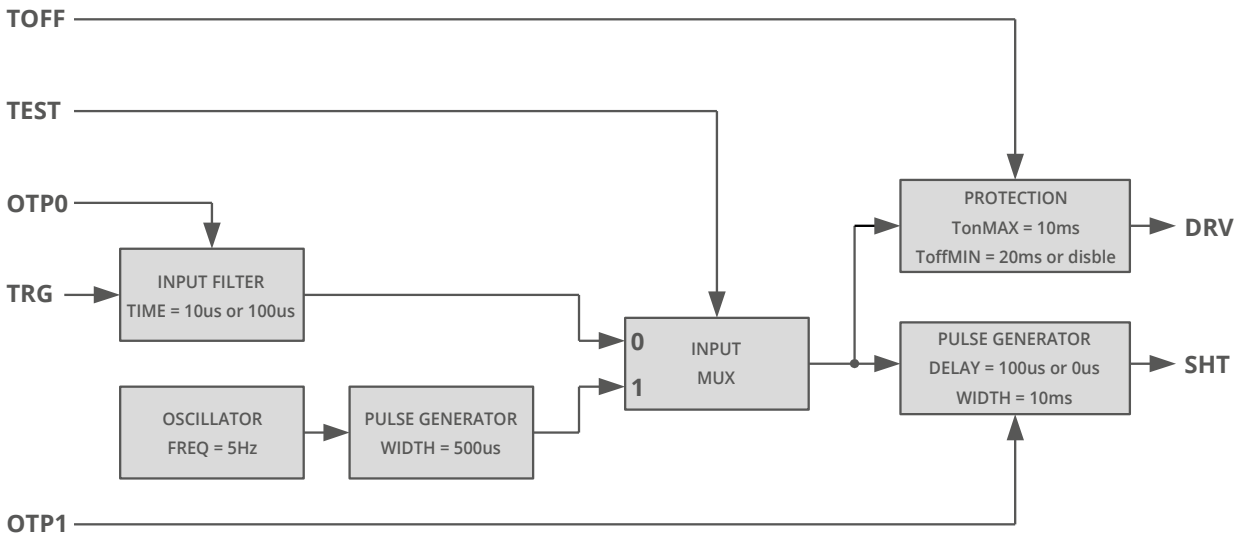 TOFF
TEST
OTP0
TRG
INPUT FILTER
TIME = 10us or 100us
OSCILLATOR
FREQ = 5Hz
PULSE GENERATOR
WIDTH = 500us
0
1
INPUT
MUX
PROTECTION
TonMAX = 10ms
ToffMIN = 20ms or disble
DRV
PULSE GENERATOR
DELAY = 100us or 0us
WIDTH = 10ms
SHT
OTP1